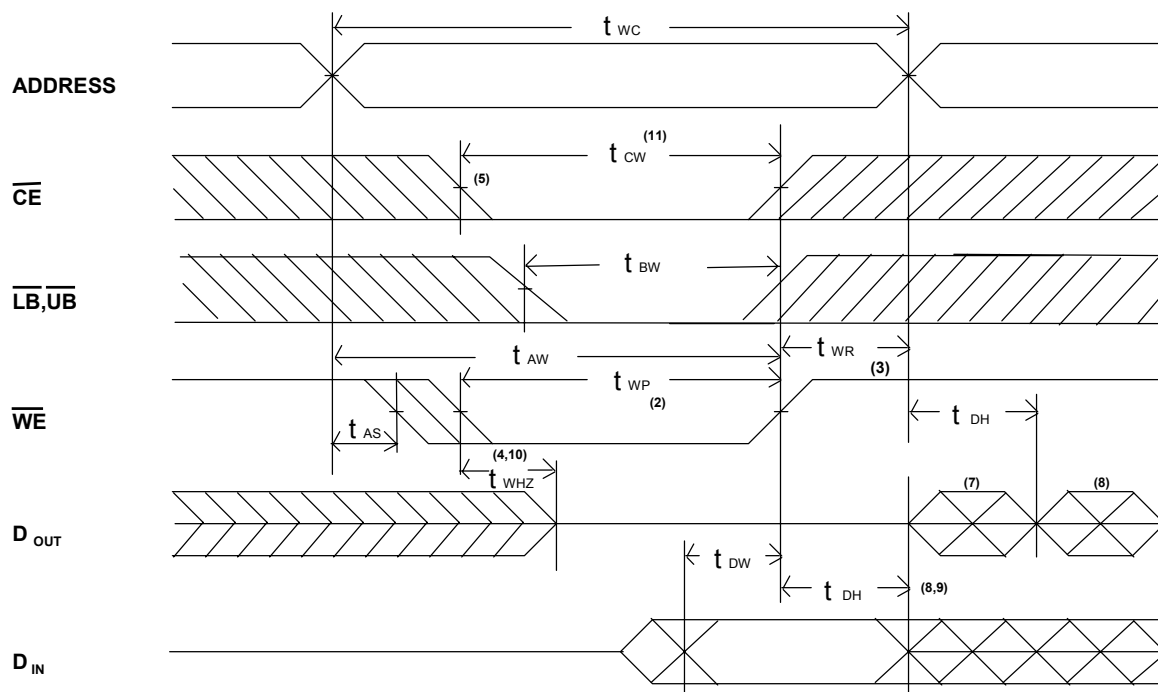 t WC
ADDRESS
t CW (11)
CE (5)
t BW
LB,UB
t AW
t WR
t WP
(3)
WE
(2)
t DH
t AS
(4,10)
t WHZ
(7)
(8)
D OUT
t DW
t DH
(8,9)
D IN